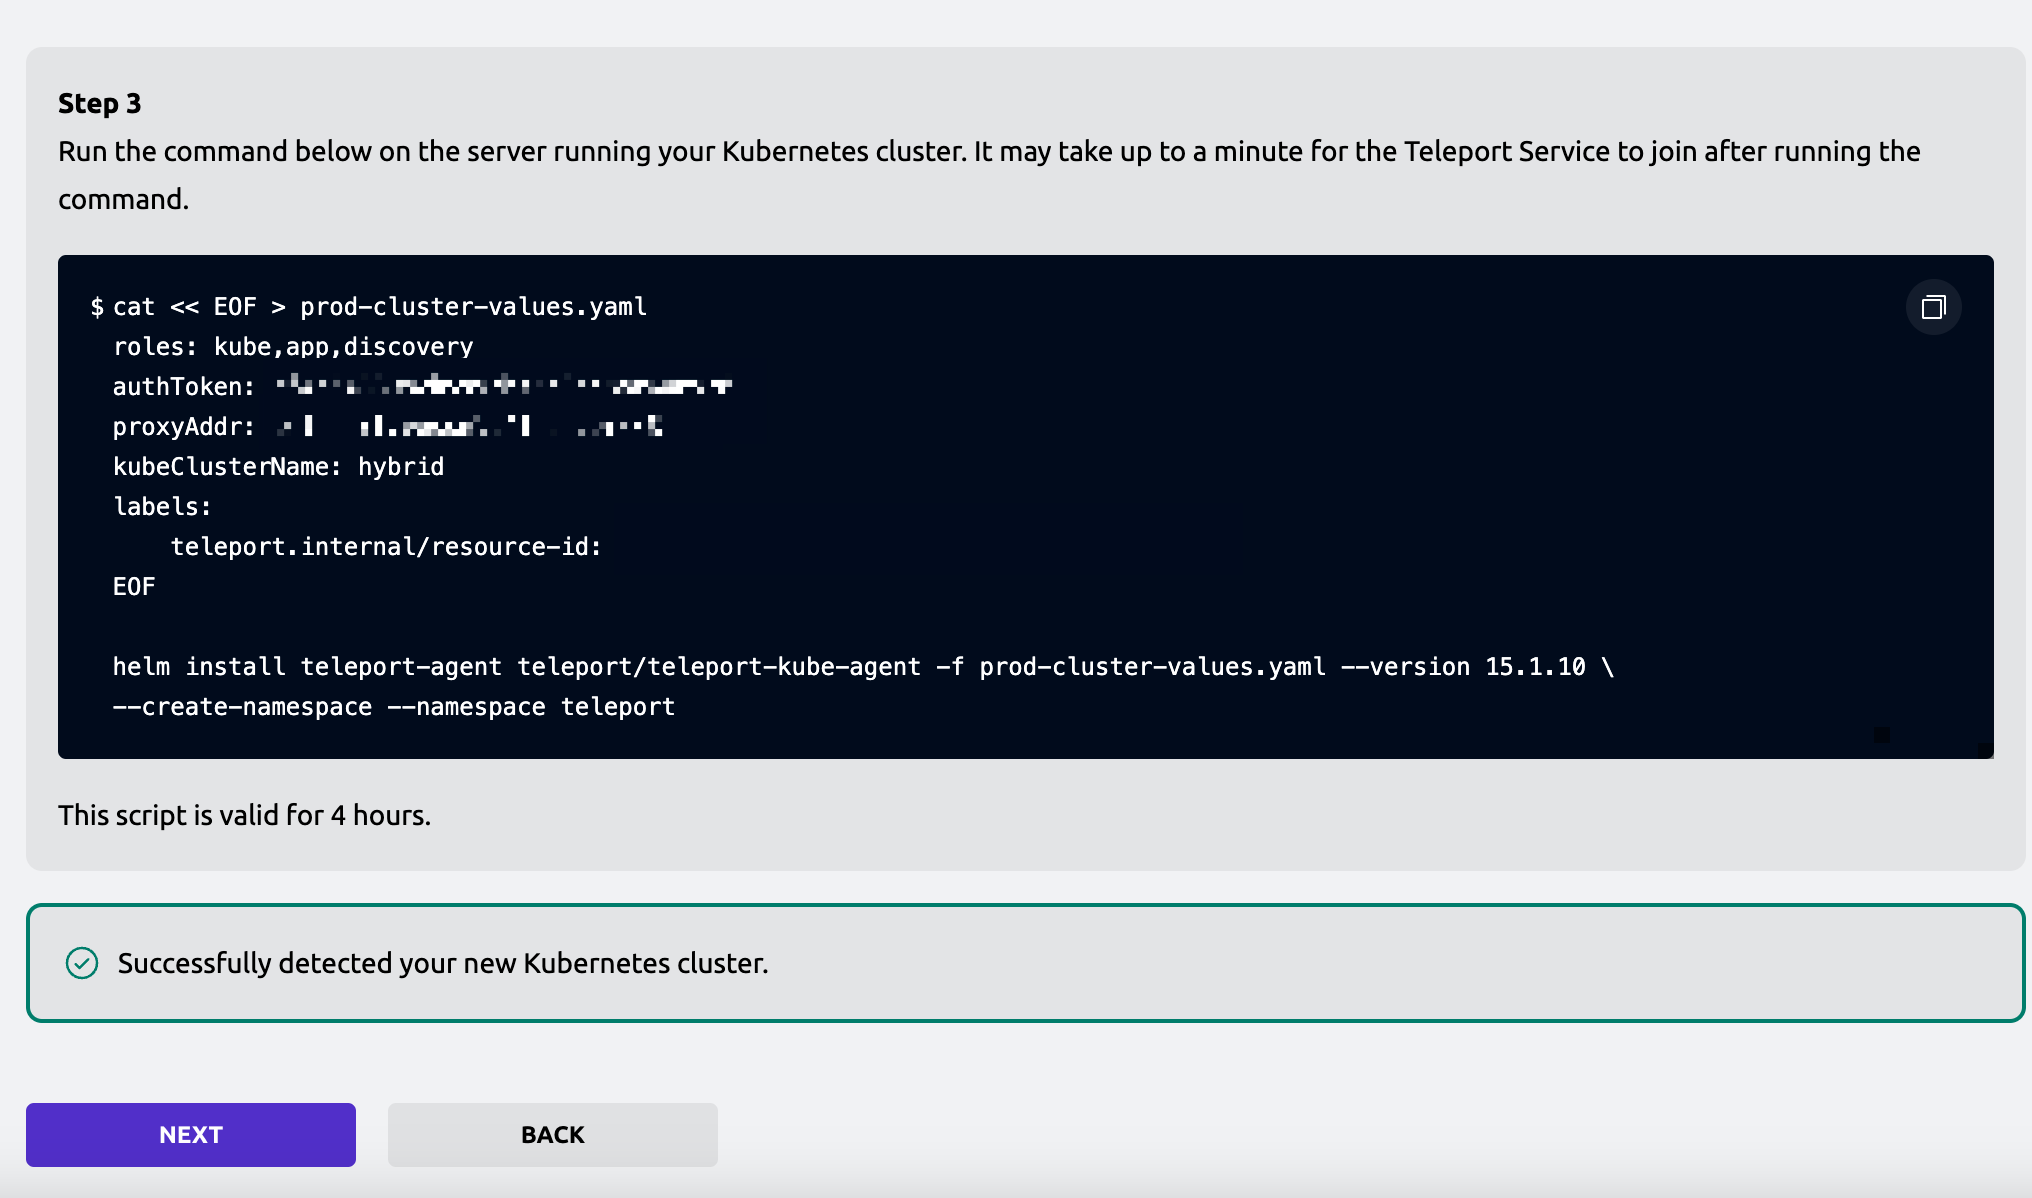 Step 3
Run the command below on the server running your Kubernetes cluster. It may take up to a minute for the Teleport Service to join after running the
command.
$ cat << EOF > prod-cluster-values.yaml
roles: kube,app,discovery
authToken:
proxyAddr:
kubeClusterName: hybrid
labels:
    teleport.internal/resource-id:
EOF
helm install teleport-agent teleport/teleport-kube-agent -f prod-cluster-values.yaml --version 15.1.10 \
--create-namespace --namespace teleport
This script is valid for 4 hours.
Successfully detected your new Kubernetes cluster.
NEXT
BACK